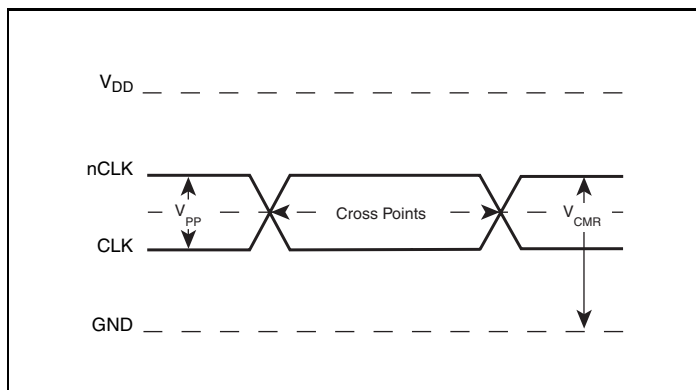 VDD
nCLK
VPP
Cross Points
VCMR
CLK
GND